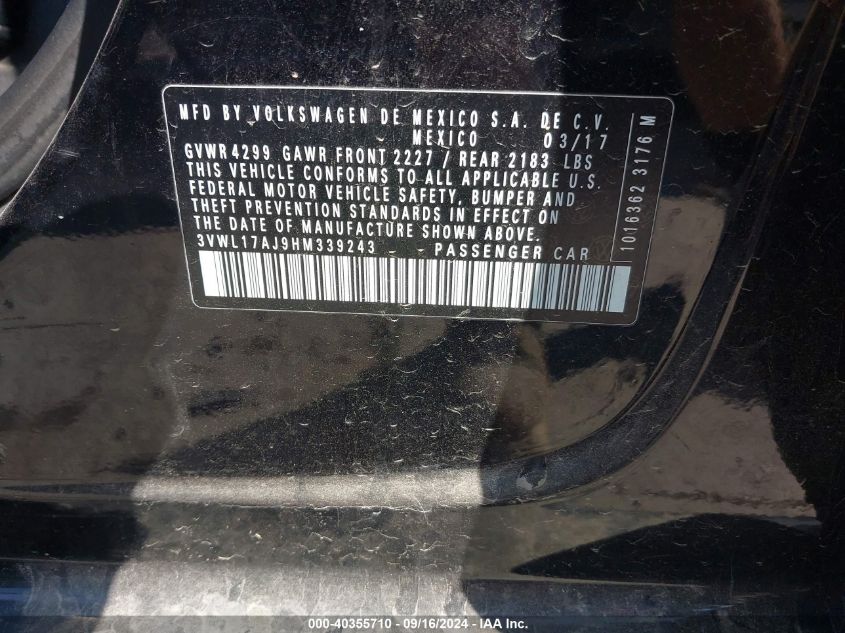 MFD BY VOLKSWAGEN DE MEXICO S.A. DE C.V.
MEXICO 03/17
GVWR 4299 GAWR FRONT 2227 / REAR 2183 LBS
THIS VEHICLE CONFORMS TO ALL APPLICABLE U.S.
FEDERAL MOTOR VEHICLE SAFETY, BUMPER AND
THEFT PREVENTION STANDARDS IN EFFECT ON
THE DATE OF MANUFACTURE SHOWN ABOVE.
3VWL17AJ9HM339243 PASSENGER CAR
1016362 3176 M
000-40355710 - 09/16/2024 - © IAA Inc.